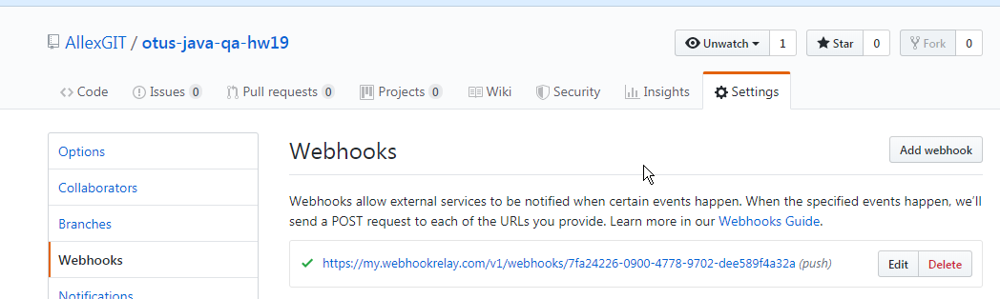 AllexGIT / otus-java-qa-hw19
Unwatch 1 Star 0 Fork 0
Code Issues 0 Pull requests 0 Projects 0 Wiki Security Insights Settings
Options
Collaborators
Branches
Webhooks
Notifications
Webhooks Add webhook
Webhooks allow external services to be notified when certain events happen. When the specified events happen, we'll
send a POST request to each of the URLs you provide. Learn more in our Webhooks Guide.
https://my.webhookrelay.com/v1/webhooks/7fa24226-0900-4778-9702-dee589f4a32a (push) Edit Delete